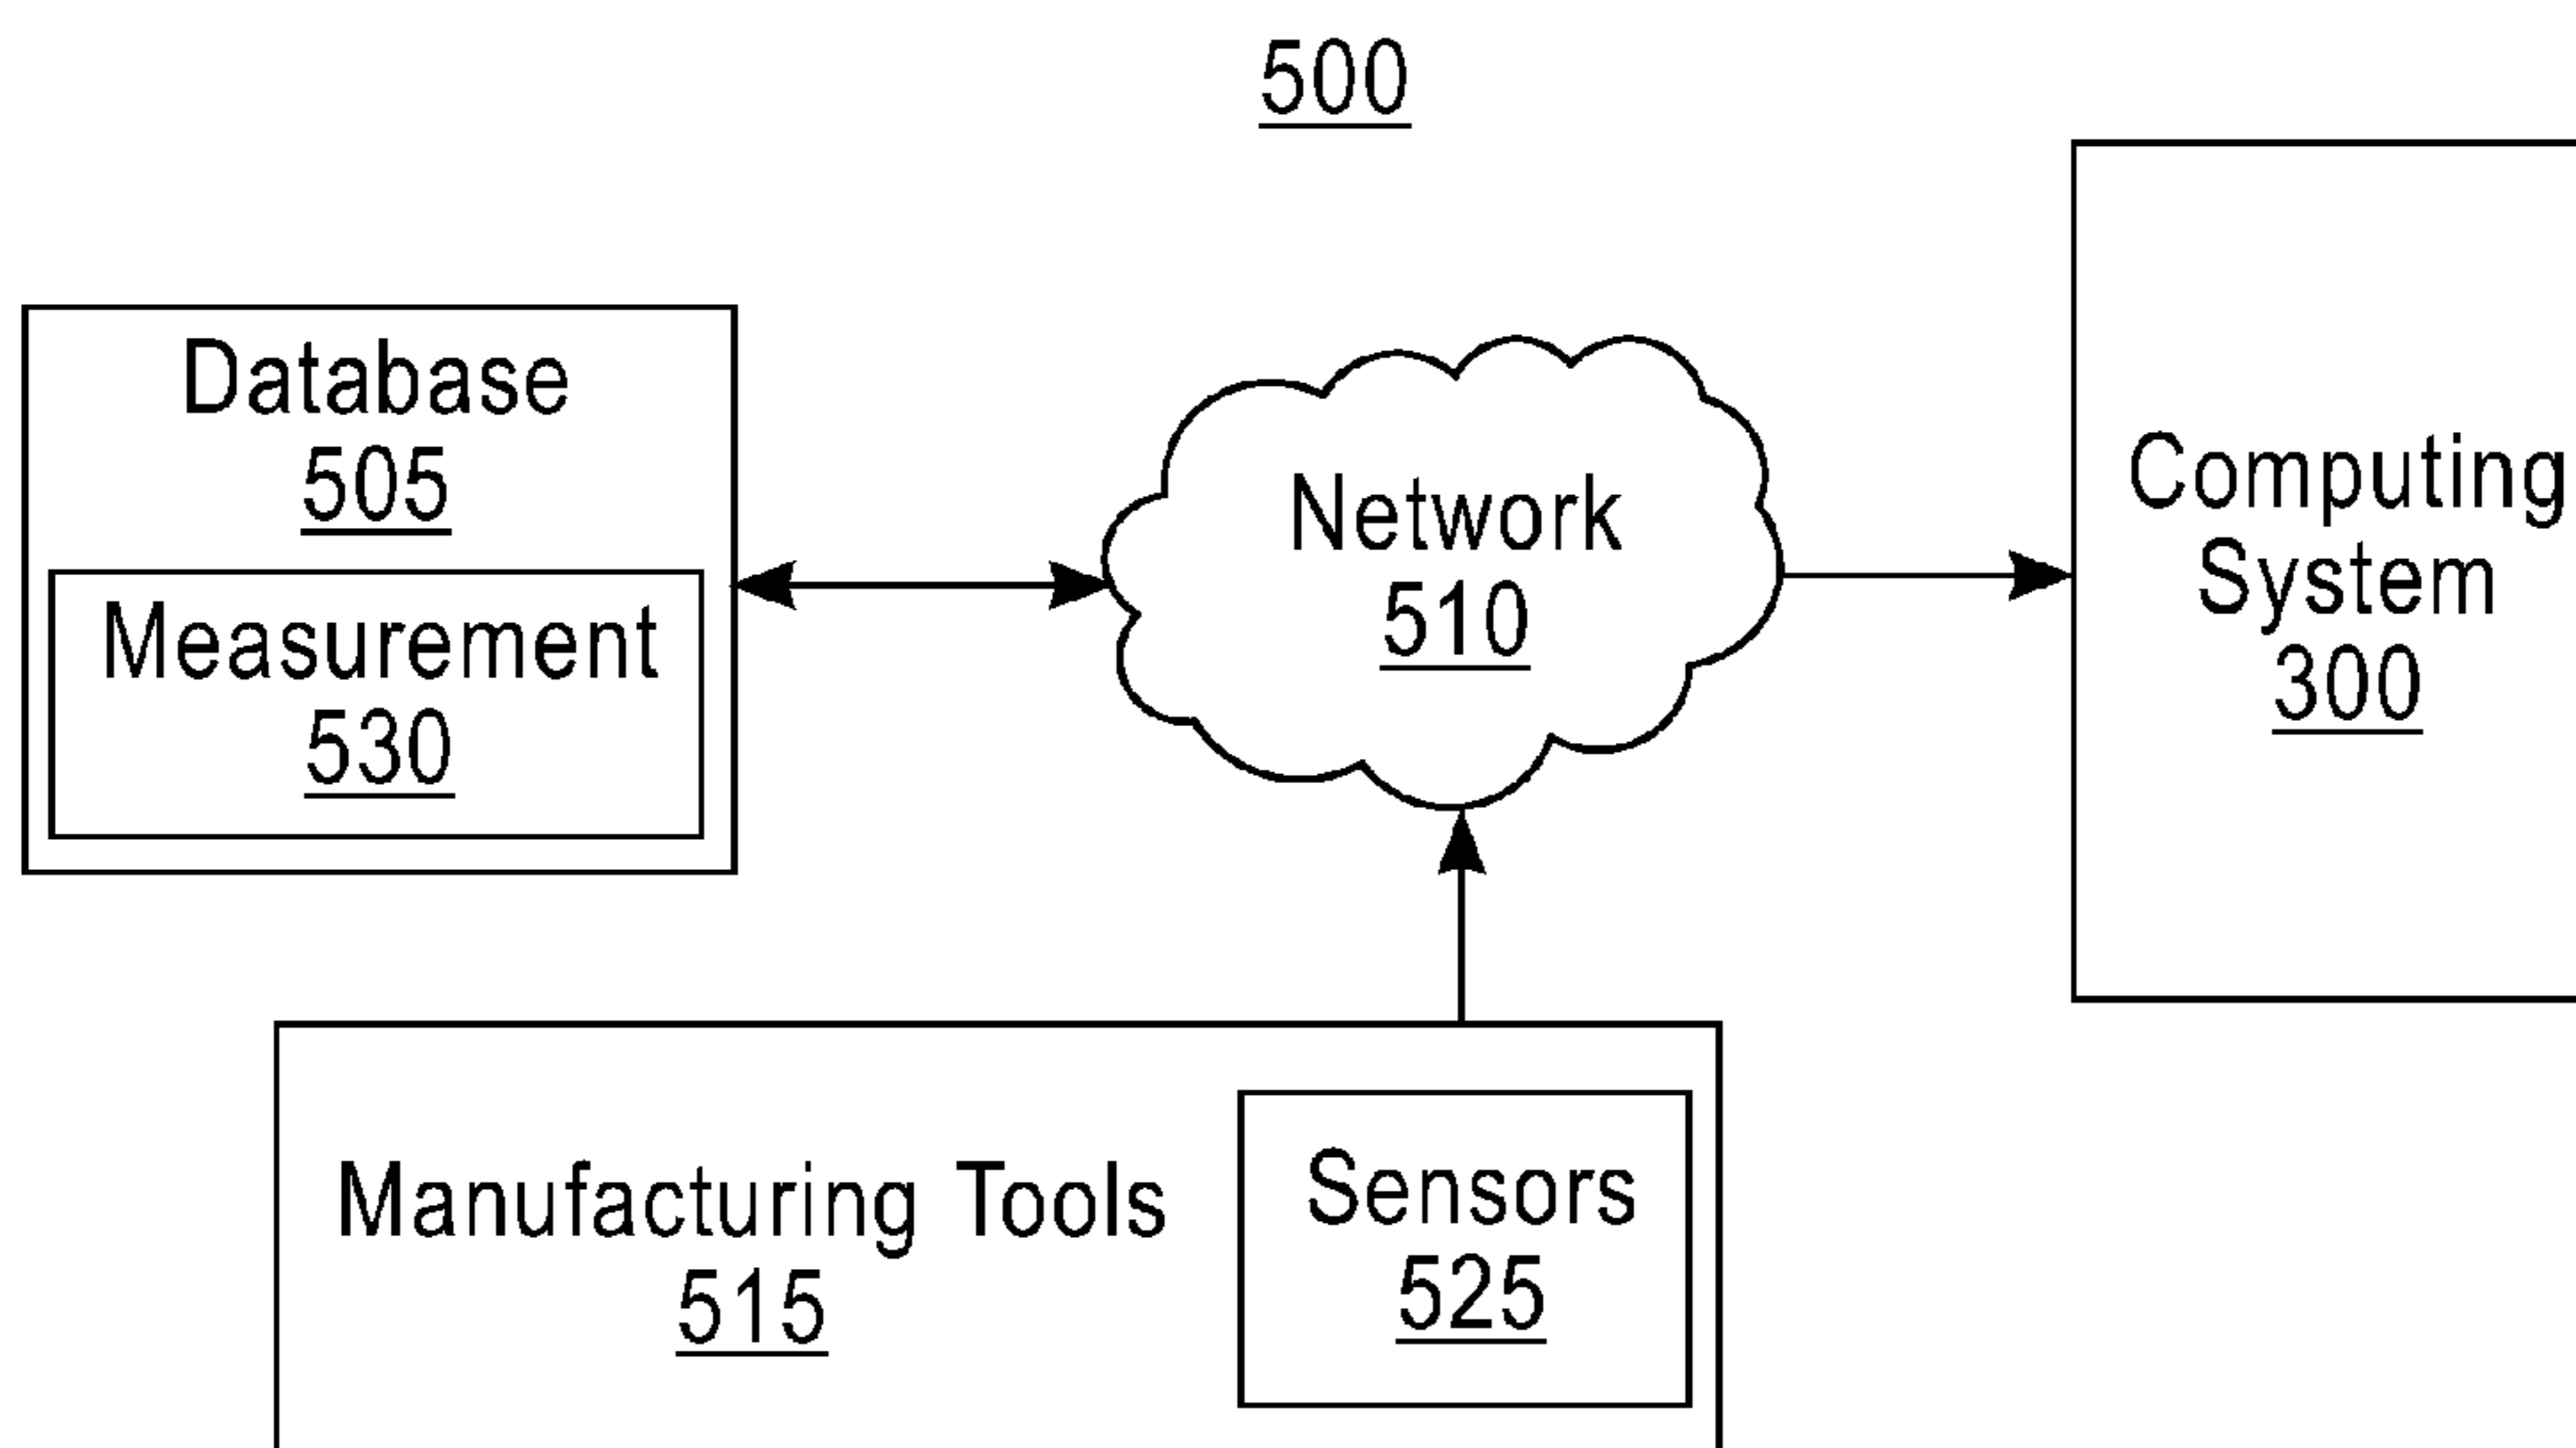 500
Database
505
Measurement
530
Network
510
Computing
System
300
Manufacturing Tools
515
Sensors
525